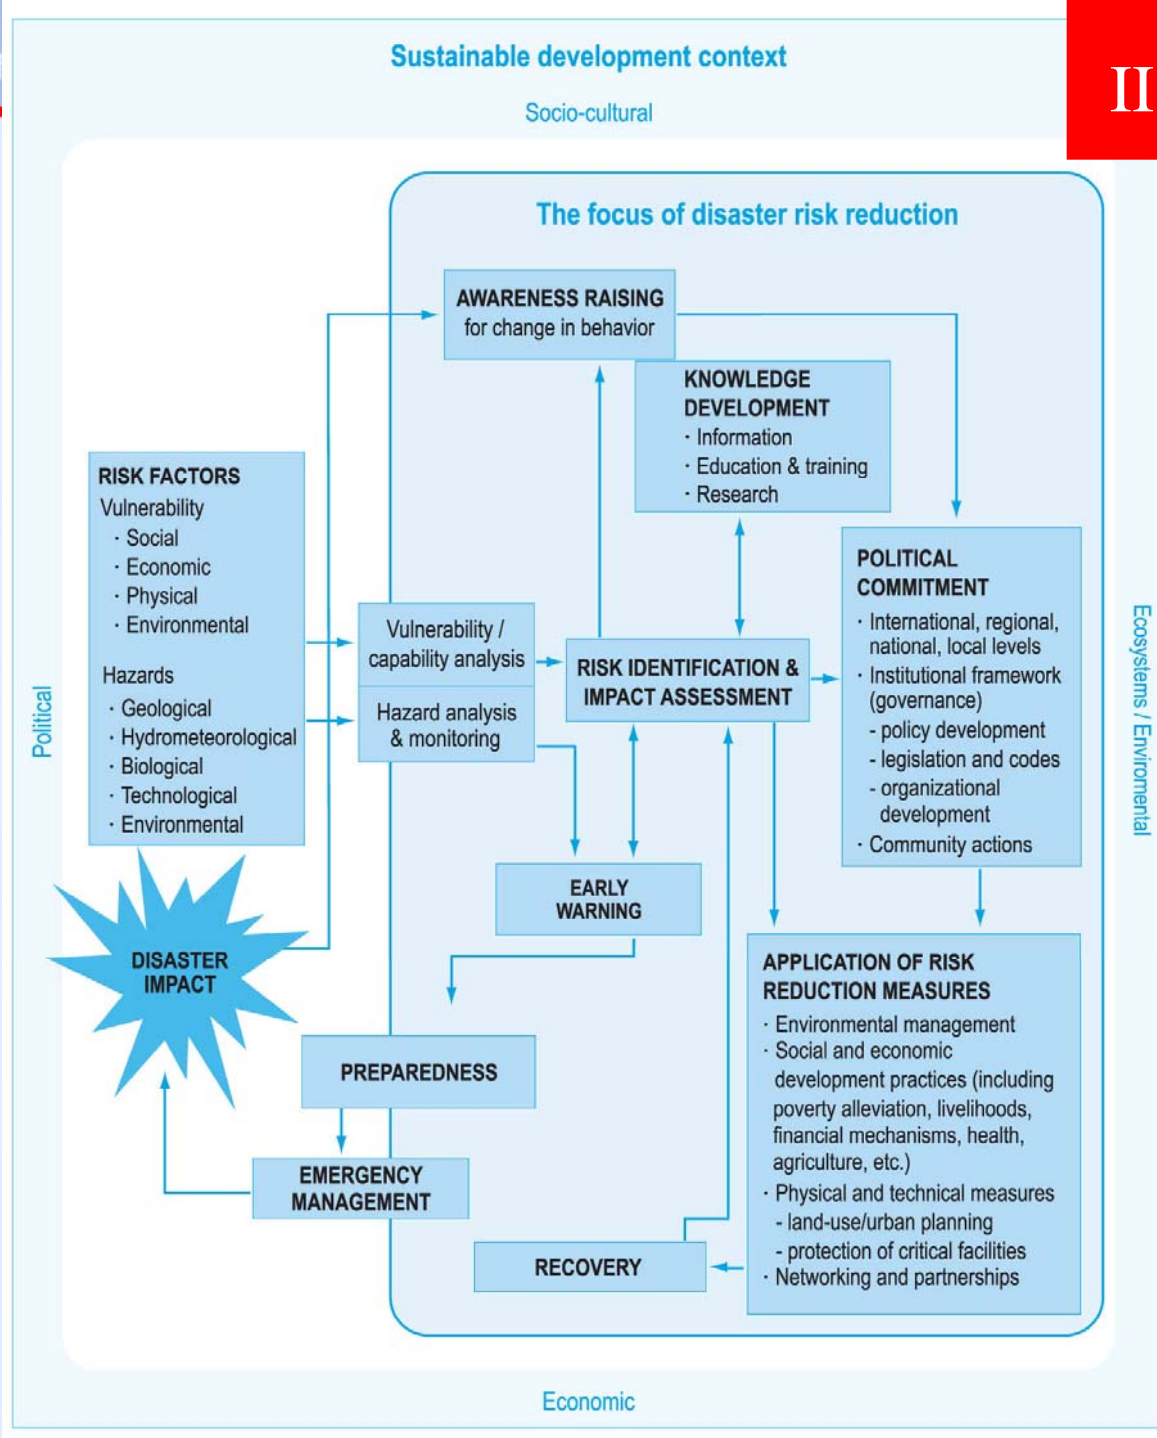 Sustainable development context
II
Socio-cultural
The focus of disaster risk reduction
AWARENESS RAISING
for change in behavior
KNOWLEDGE
DEVELOPMENT
· Information
· Education & training
· Research
RISK FACTORS
Vulnerability
· Social
· Economic
· Physical
· Environmental
Hazards
· Geological
· Hydrometeorological
· Biological
· Technological
· Environmental
Vulnerability /
capability analysis
Hazard analysis
& monitoring
RISK IDENTIFICATION &
IMPACT ASSESSMENT
POLITICAL
COMMITMENT
· International, regional,
national, local levels
· Institutional framework
(governance)
- policy development
- legislation and codes
- organizational
development
· Community actions
Political
Ecosystems / Enviromental
EARLY
WARNING
DISASTER
IMPACT
APPLICATION OF RISK
REDUCTION MEASURES
· Environmental management
· Social and economic
development practices (including
poverty alleviation, livelihoods,
financial mechanisms, health,
agriculture, etc.)
· Physical and technical measures
- land-use/urban planning
- protection of critical facilities
· Networking and partnerships
PREPAREDNESS
EMERGENCY
MANAGEMENT
RECOVERY
Economic